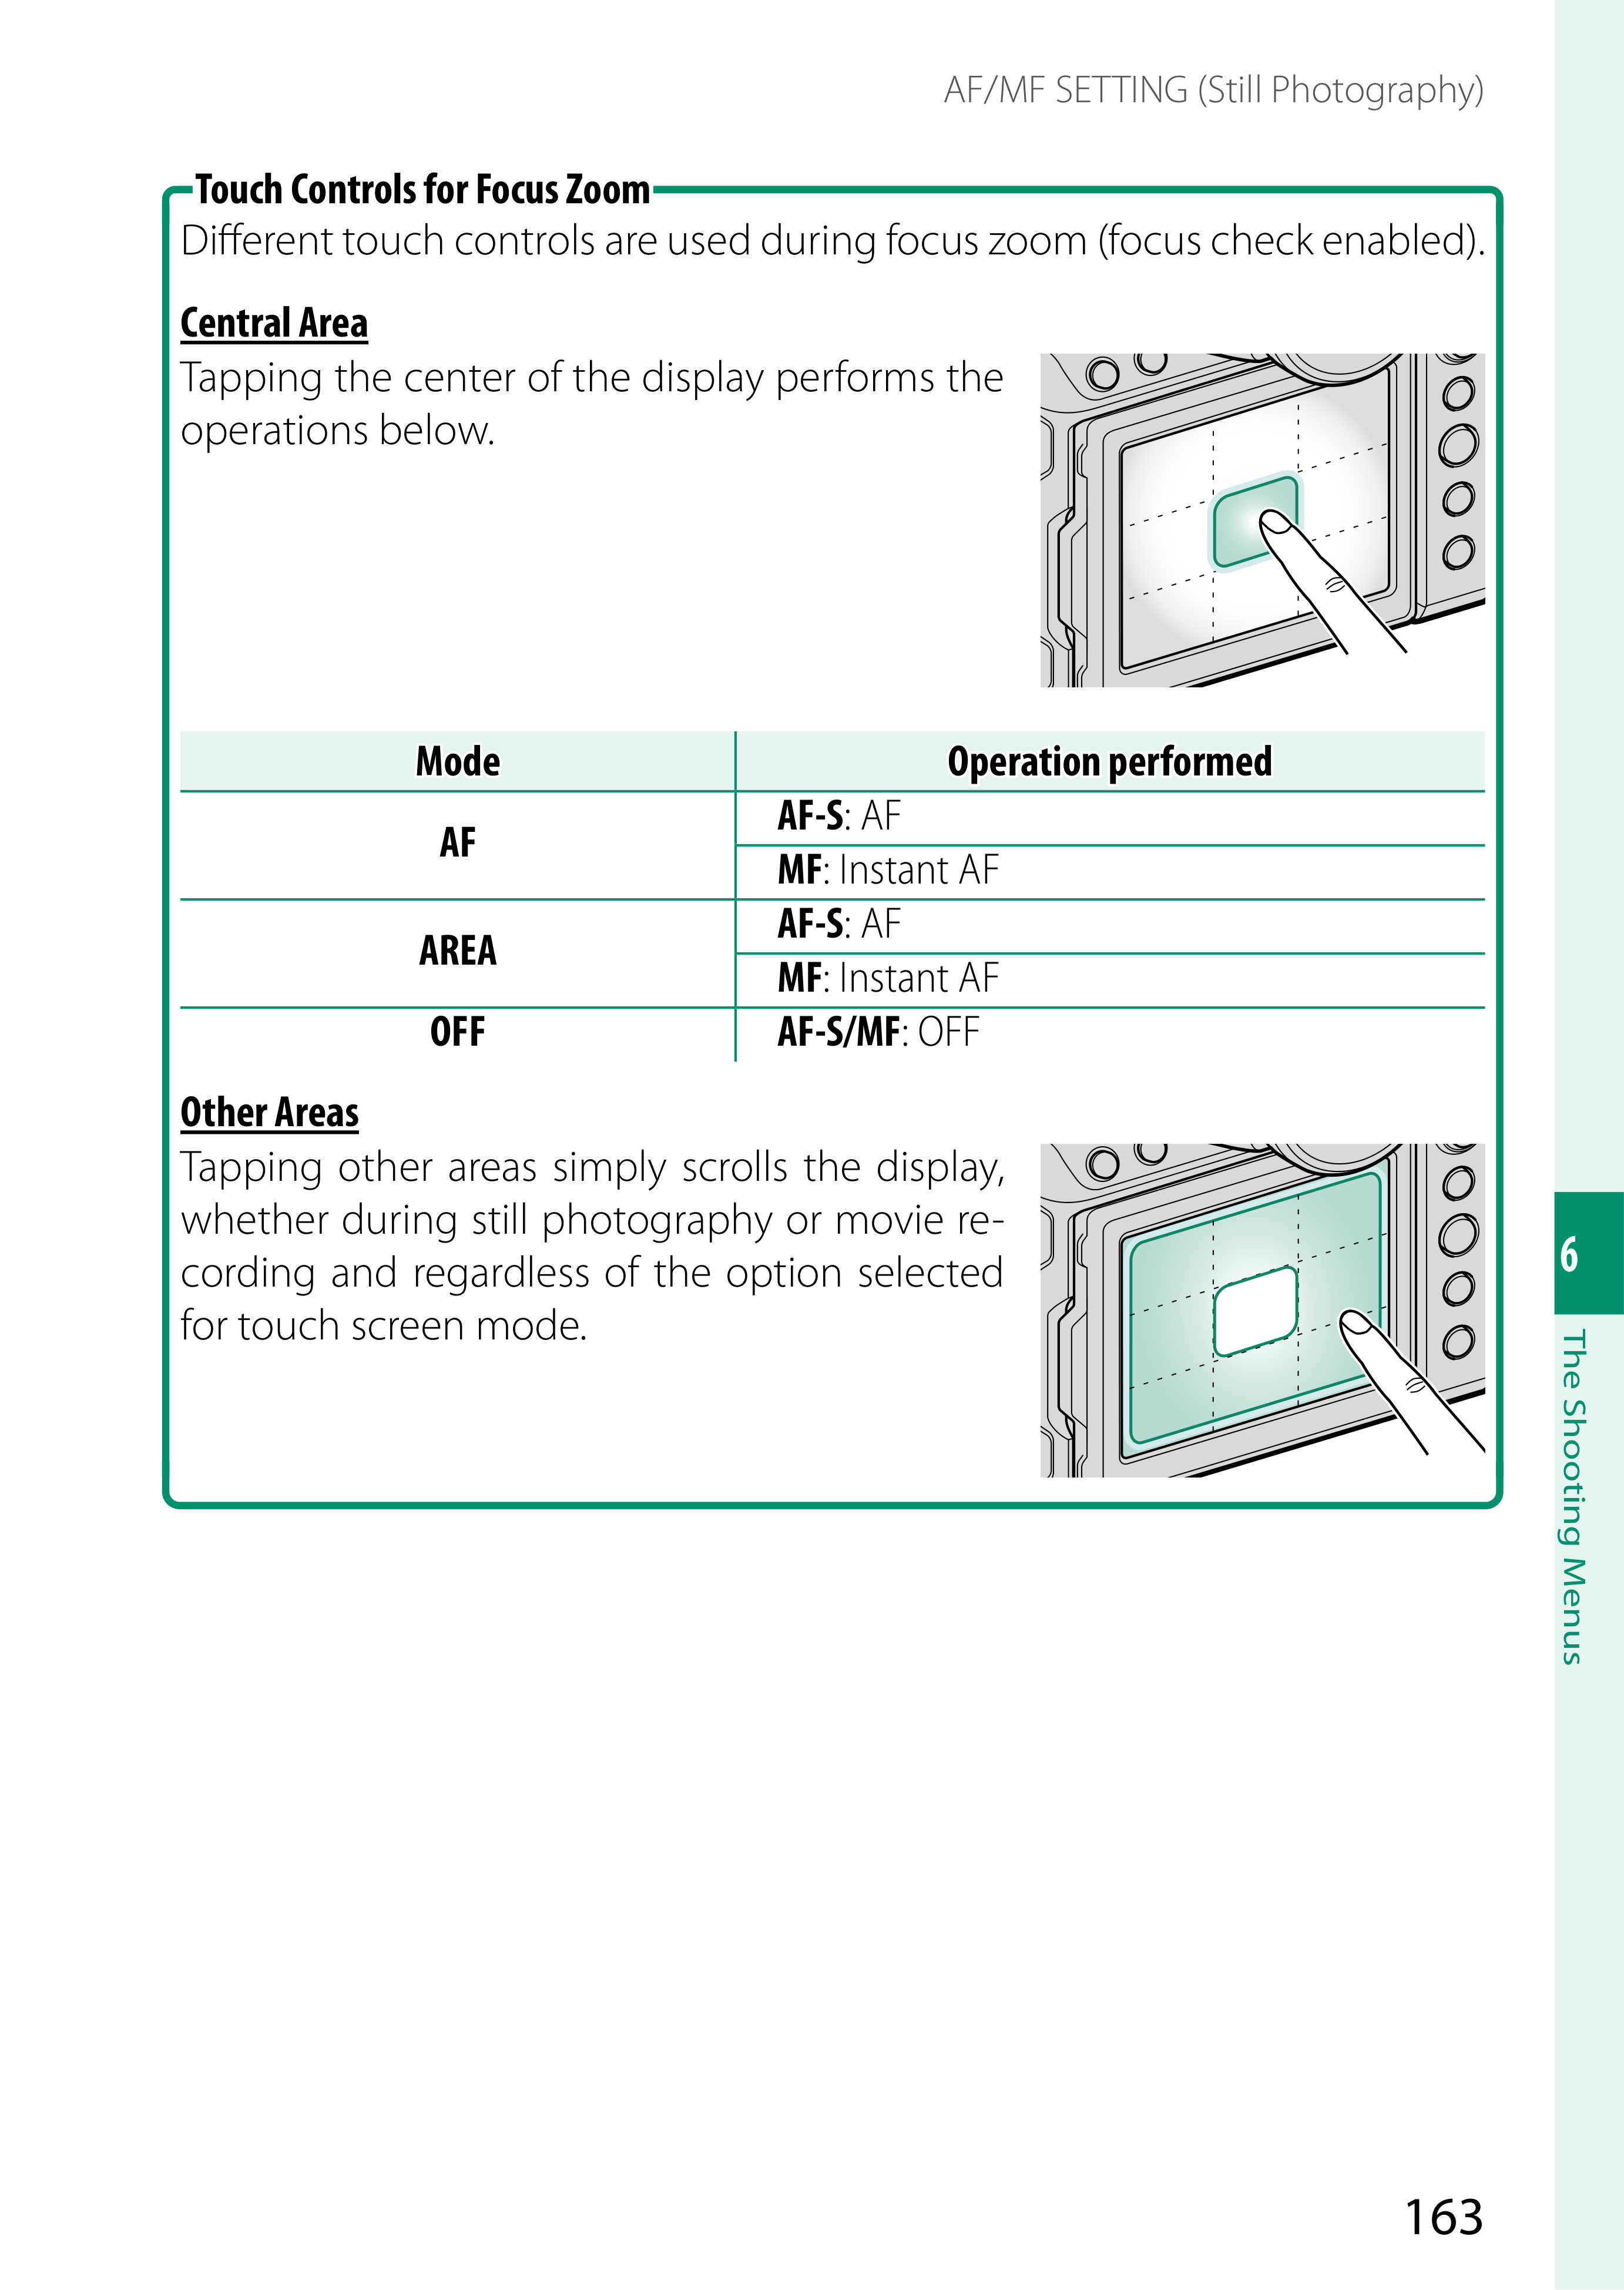 AF/MF SETTING (Still Photography)
Touch Controls for Focus Zoom
Different touch controls are used during focus zoom (focus check enabled).
Central Area
Tapping the center of the display performs the
operations below.
Mode
Operation performed
AF
AF-S: AF
MF: Instant AF
AREA
AF-S: AF
MF: Instant AF
OFF
AF-S/MF: OFF
Other Areas
Tapping other areas simply scrolls the display,
whether during still photography or movie re-
cording and regardless of the option selected
for touch screen mode.
6
The Shooting Menus
163